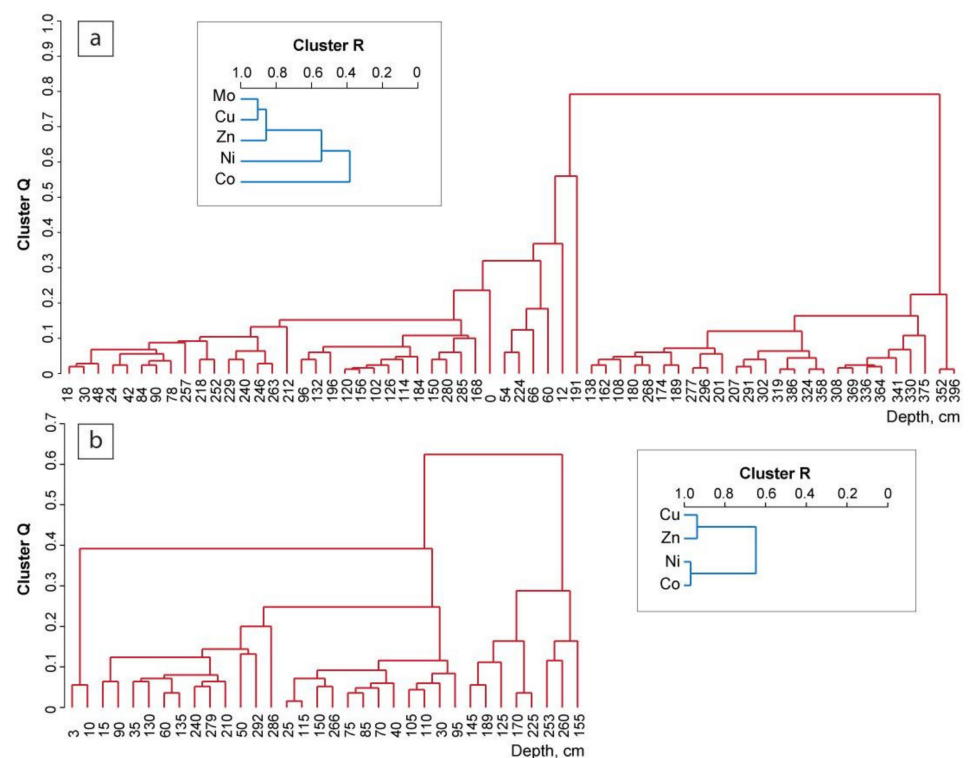 a
Cluster R
1.0 0.8 0.6 0.4 0
Mo
Cu
Zn
Ni
Co
Cluster Q
1.0
0.9
0.8
0.7
0.6
0.5
0.4
0.3
0.2
0.1
0
18 30 48 24 42 84 90 78 257 218 252 229 240 246 263 212 96 132 196 120 156 102 126 114 184 150 280 285 168 0 54 224 66 60 12 191 138 162 108 180 268 174 189 277 296 201 207 291 302 319 386 324 358 308 369 336 364 341 330 375 352 396
Depth, cm
b
Cluster R
1.0 0.8 0.6 0.4 0.2 0
Cu
Zn
Ni
Co
Cluster Q
0.7
0.6
0.5
0.4
0.3
0.2
0.1
0
3 10 15 90 35 130 60 135 240 279 210 50 292 286 25 115 150 266 75 85 70 40 105 110 30 95 145 189 125 170 225 253 260 155
Depth, cm